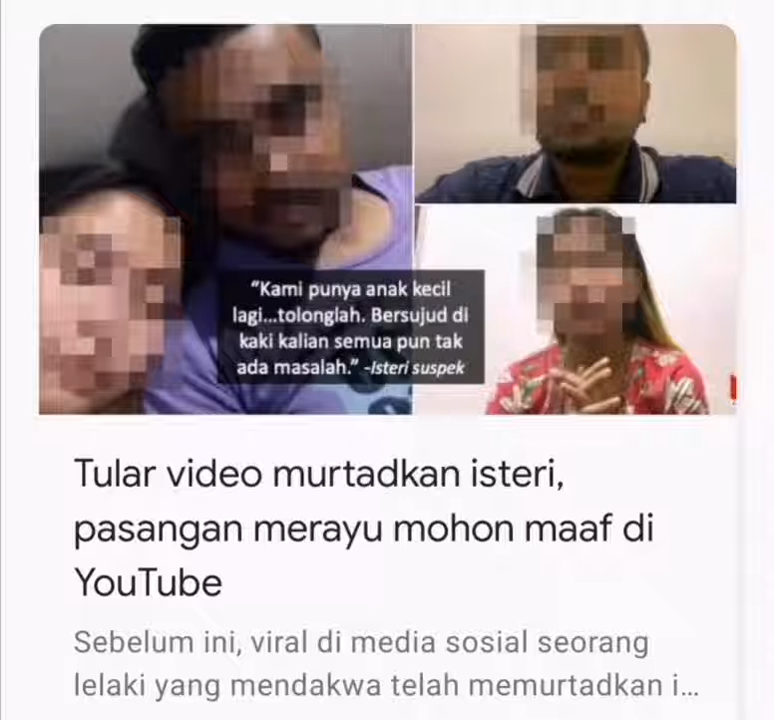 “Kami punya anak kecil
lagi...tolonglah. Bersujud di
kaki kalian semua pun tak
ada masalah.” -Isteri suspek
Tular video murtadkan isteri,
pasangan merayu mohon maaf di
YouTube
Sebelum ini, viral di media sosial seorang
lelaki yang mendakwa telah memurtadkan i...